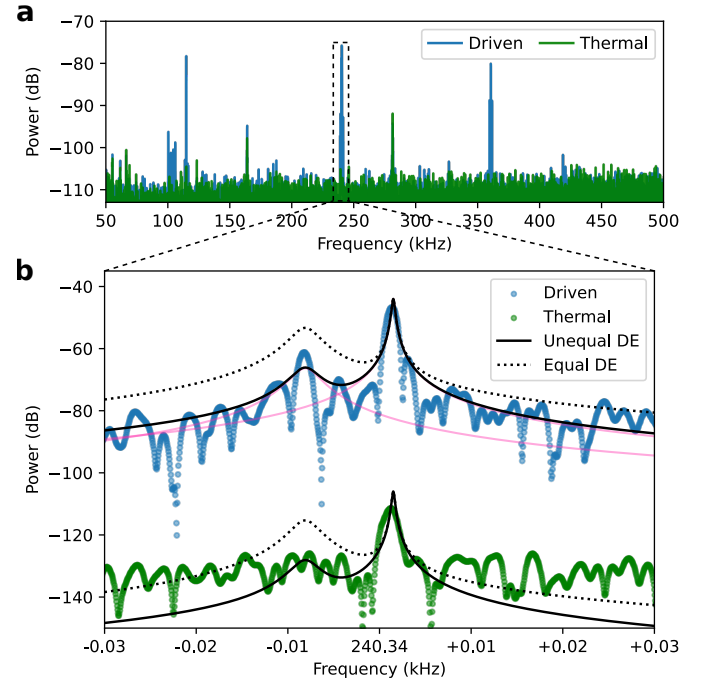 a
−70
−80
−90
−100
−110
Power (dB)
Driven
Thermal
50
100
150
200
250
300
350
400
450
500
Frequency (kHz)
b
−40
−60
−80
−100
−120
−140
Power (dB)
Driven
Thermal
Unequal DE
Equal DE
-0.03
-0.02
-0.01
240.34
+0.01
+0.02
+0.03
Frequency (kHz)